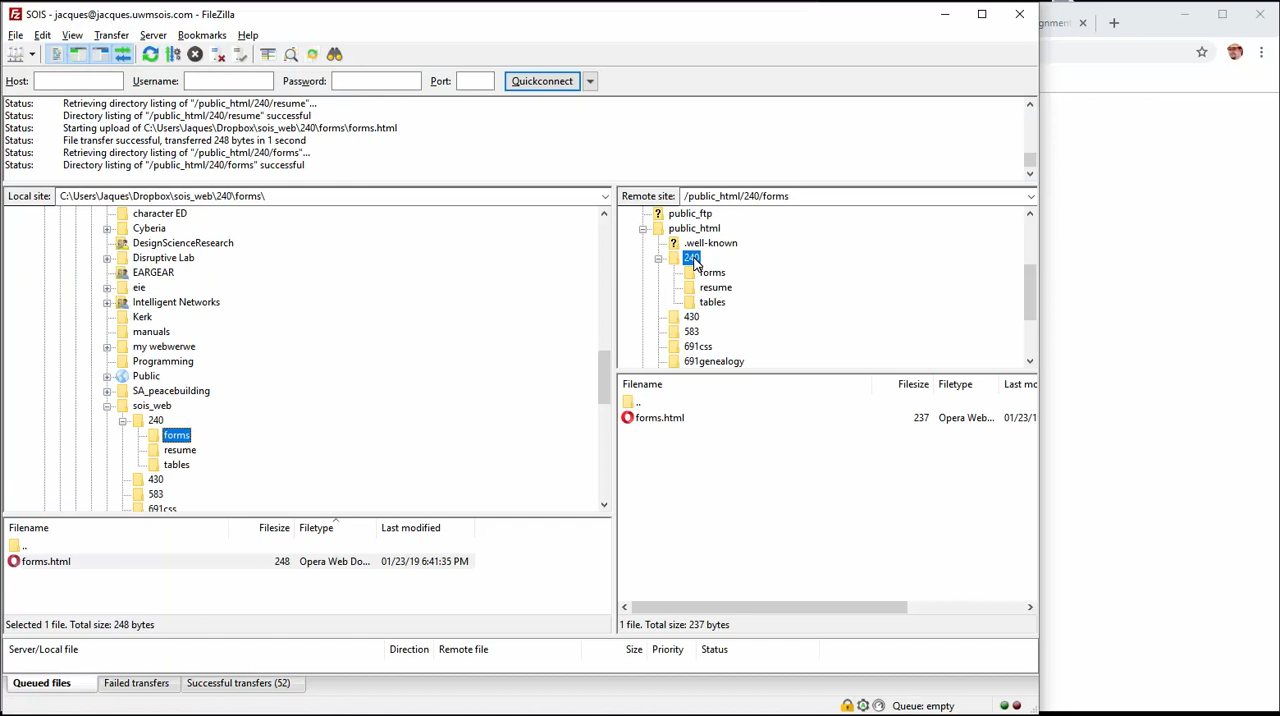 SOIS - jacques@jacques.uwmsois.com - FileZilla
File Edit View Transfer Server Bookmarks Help
Host: Username: Password: Port: Quickconnect
Status: Retrieving directory listing of "/public_html/240/resume"...
Status: Directory listing of "/public_html/240/resume" successful
Status: Starting upload of C:\Users\Jaques\Dropbox\sois_web\240\forms\forms.html
Status: File transfer successful, transferred 248 bytes in 1 second
Status: Retrieving directory listing of "/public_html/240/forms"...
Status: Directory listing of "/public_html/240/forms" successful
Local site: C:\Users\Jaques\Dropbox\sois_web\240\forms\
character ED
Cyberia
DesignScienceResearch
Disruptive Lab
EARGEAR
eie
Intelligent Networks
Kerk
manuals
my webwerwe
Programming
Public
SA_peacebuilding
sois_web
240
forms
resume
tables
430
583
691css
Filename Filesize Filetype Last modified
..
forms.html 248 Opera Web Do... 01/23/19 6:41:35 PM
Selected 1 file. Total size: 248 bytes
Remote site: /public_html/240/forms
public_ftp
public_html
.well-known
240
forms
resume
tables
430
583
691css
691genealogy
Filename Filesize Filetype Last mo
..
forms.html 237 Opera Web... 01/23/1
1 file. Total size: 237 bytes
Server/Local file Direction Remote file Size Priority Status
Queued files Failed transfers Successful transfers (52)
Queue: empty